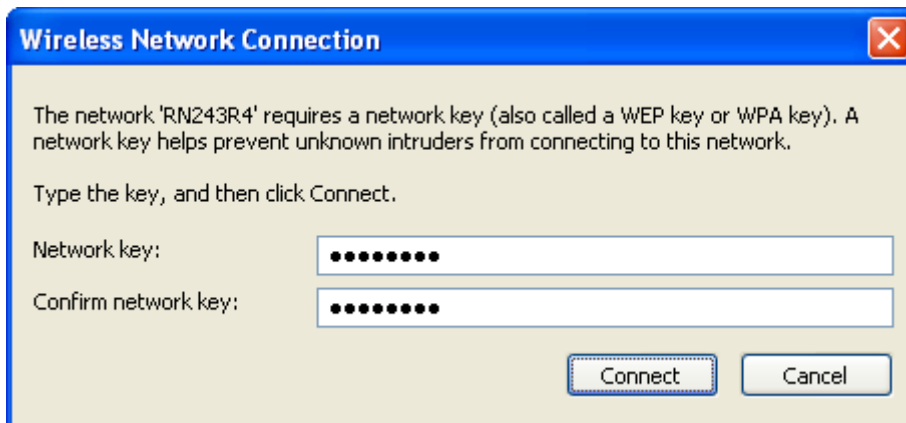 Wireless Network Connection
The network 'RN243R4' requires a network key (also called a WEP key or WPA key). A
network key helps prevent unknown intruders from connecting to this network.
Type the key, and then click Connect.
Network key: ●●●●●●●●
Confirm network key: ●●●●●●●●
Connect Cancel